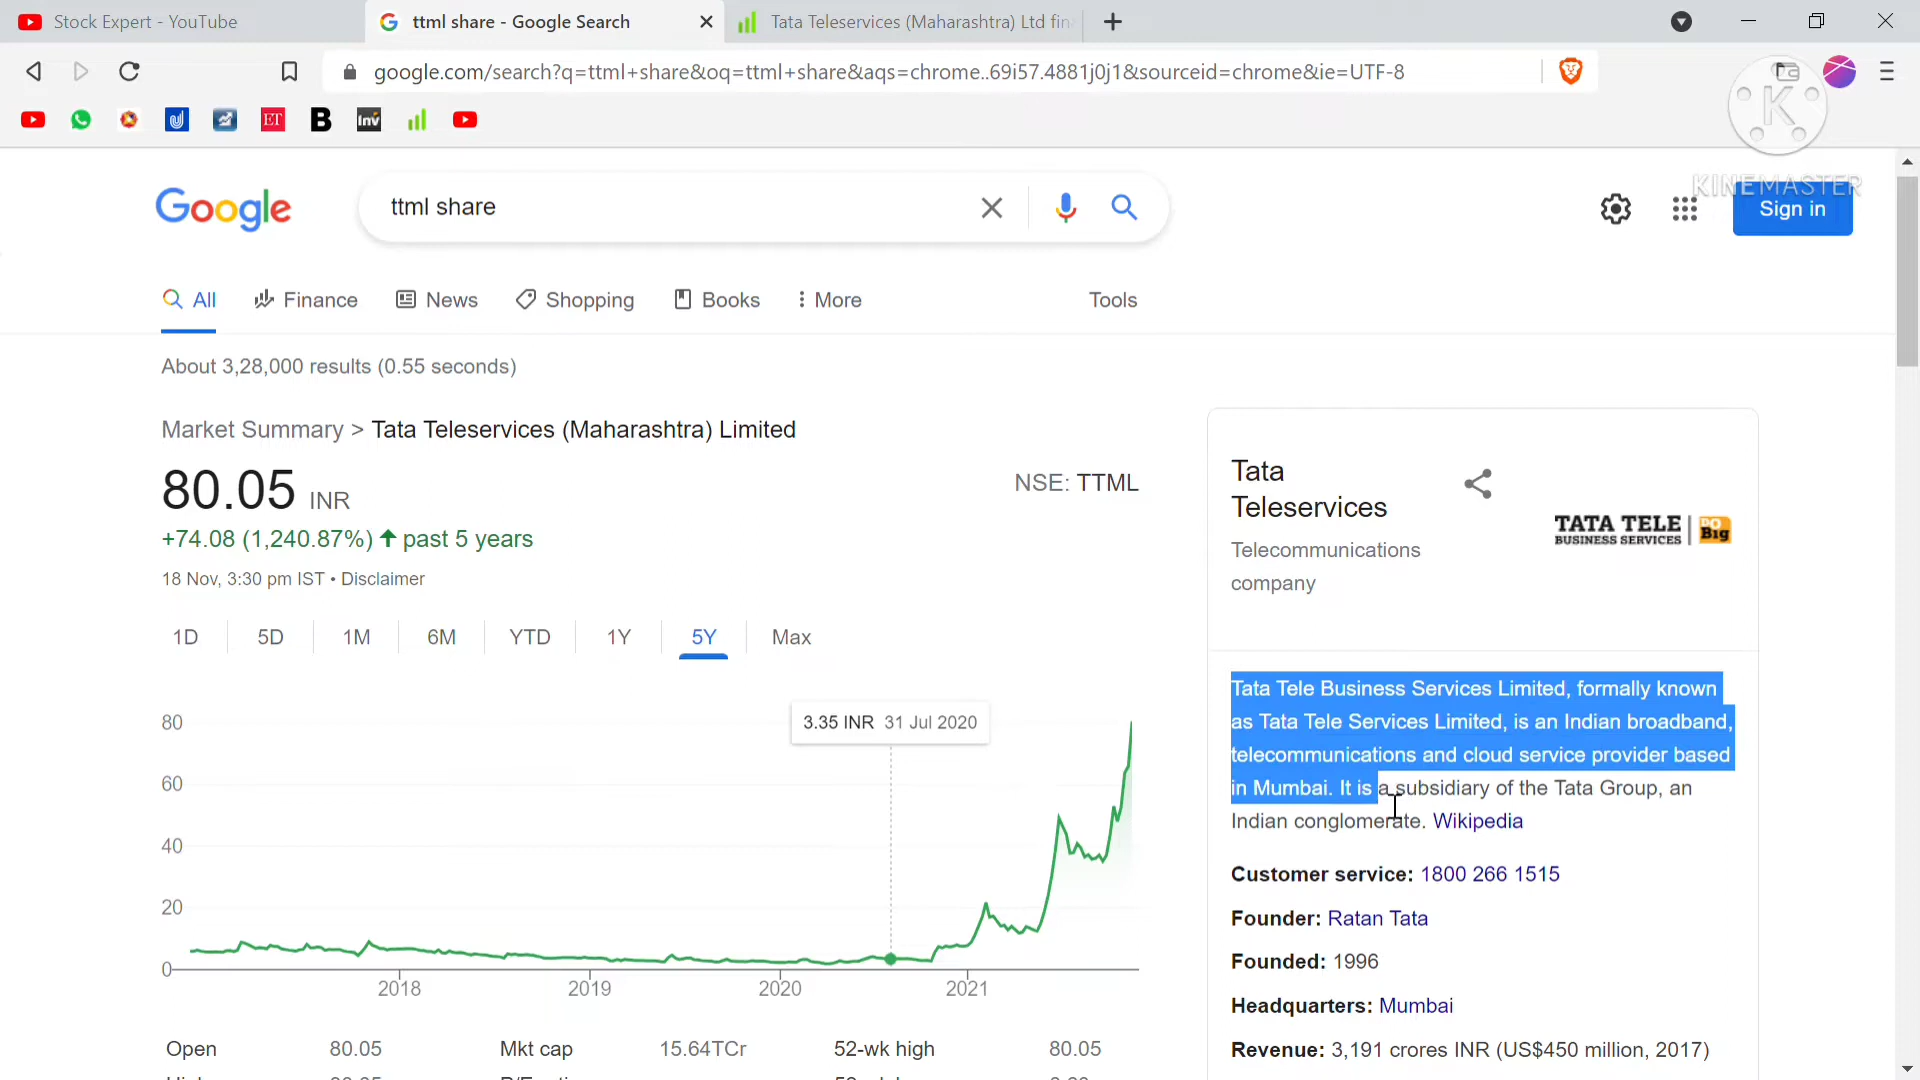 Stock Expert - YouTube
ttml share - Google Search
Tata Teleservices (Maharashtra) Ltd fin
google.com/search?q=ttml+share&oq=ttml+share&aqs=chrome..69i57.4881j0j1&sourceid=chrome&ie=UTF-8
ET
B
Inv
K
KINEMASTER
Google
ttml share
Sign in
All
Finance
News
Shopping
Books
More
Tools
About 3,28,000 results (0.55 seconds)
Market Summary > Tata Teleservices (Maharashtra) Limited
80.05 INR
NSE: TTML
+74.08 (1,240.87%) past 5 years
18 Nov, 3:30 pm IST • Disclaimer
1D
5D
1M
6M
YTD
1Y
5Y
Max
3.35 INR 31 Jul 2020
80
60
40
20
0
2018
2019
2020
2021
Open 80.05
Mkt cap 15.64TCr
52-wk high 80.05
Tata
Teleservices
Telecommunications
company
TATA TELE
BUSINESS SERVICES
DO
Big
Tata Tele Business Services Limited, formally known
as Tata Tele Services Limited, is an Indian broadband,
telecommunications and cloud service provider based
in Mumbai. It is a subsidiary of the Tata Group, an
Indian conglomerate. Wikipedia
Customer service: 1800 266 1515
Founder: Ratan Tata
Founded: 1996
Headquarters: Mumbai
Revenue: 3,191 crores INR (US$450 million, 2017)